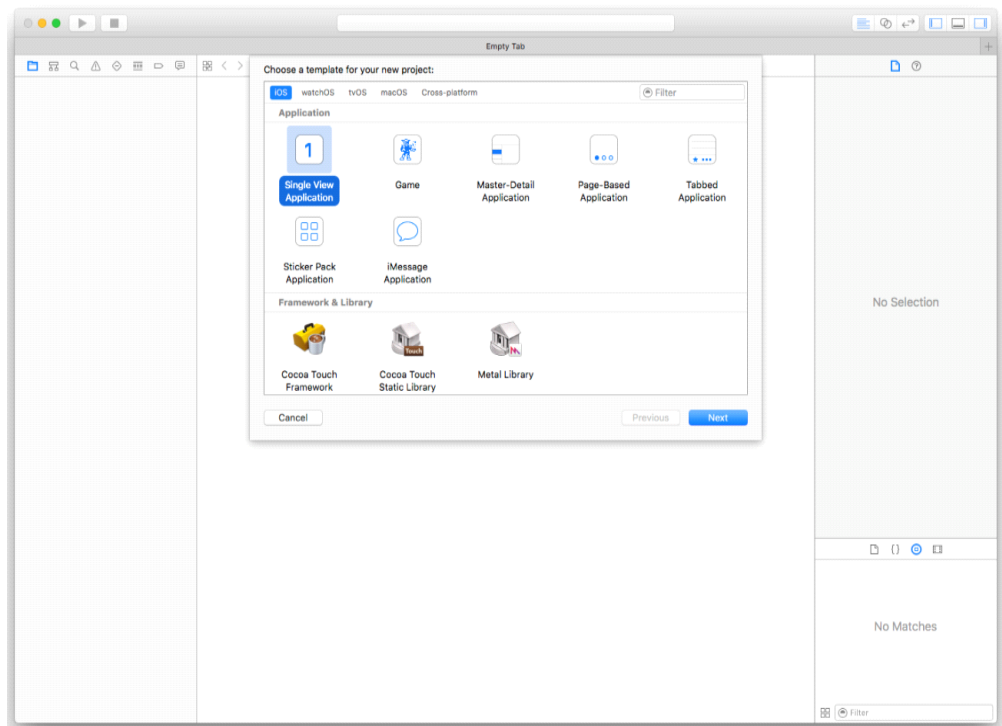 Empty Tab
Choose a template for your new project:
iOS watchOS tvOS macOS Cross-platform Filter
Application
1
Single View Application
Game
Master-Detail Application
Page-Based Application
Tabbed Application
Sticker Pack Application
iMessage Application
Framework & Library
Touch
Cocoa Touch Framework
Cocoa Touch Static Library
Metal Library
Cancel Previous Next
No Selection
{}
No Matches
Filter